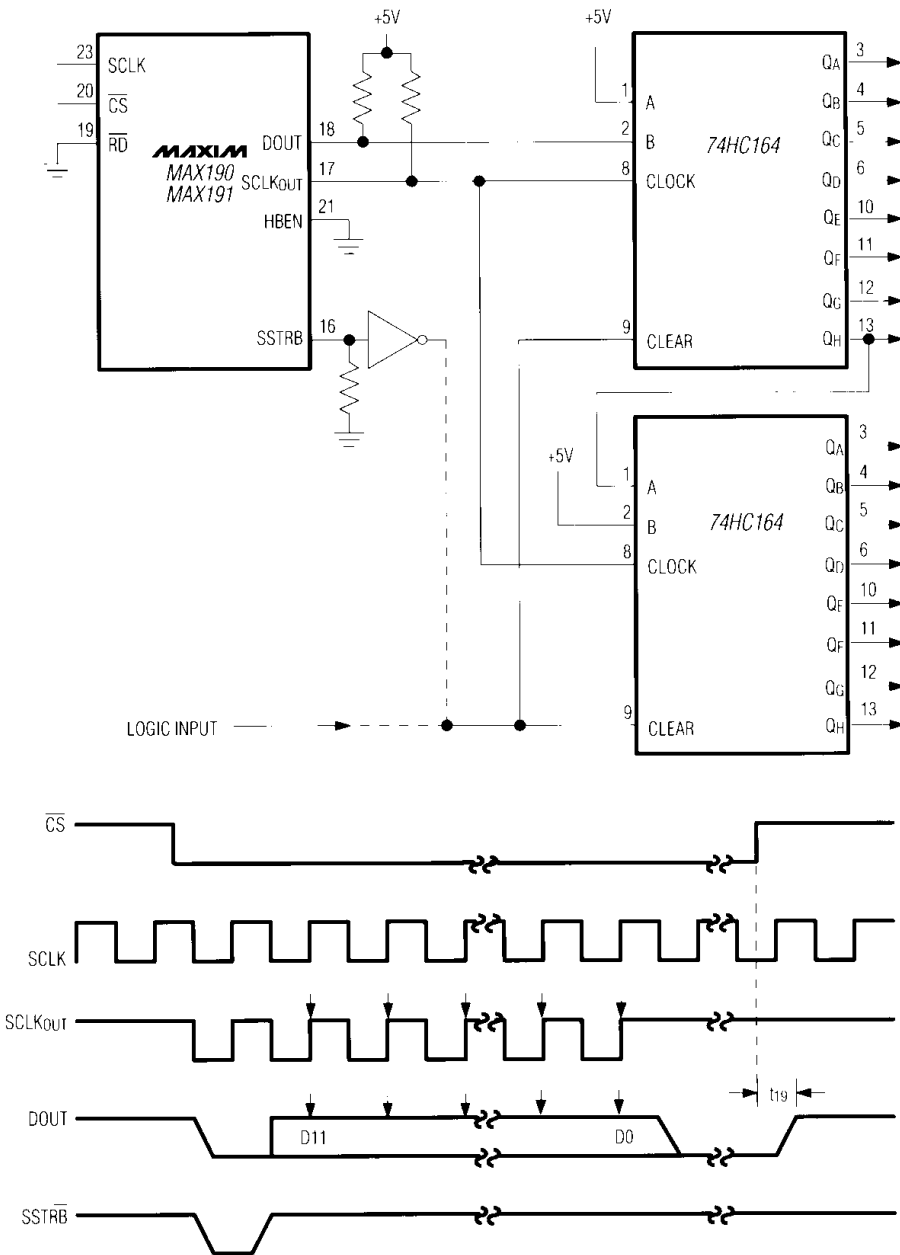 +5V
+5V
23 SCLK
20 CS
19 RD
MAXIM
MAX190
MAX191
DOUT 18
SCLKOUT 17
HBEN 21
SSTRB 16
1 A
2 B
8 CLOCK
9 CLEAR
74HC164
QA 3
QB 4
QC 5
QD 6
QE 10
QF 11
QG 12
QH 13
+5V
1 A
2 B
8 CLOCK
9 CLEAR
74HC164
QA 3
QB 4
QC 5
QD 6
QE 10
QF 11
QG 12
QH 13
LOGIC INPUT
CS
SCLK
SCLKOUT
t19
DOUT
D11
D0
SSTRB